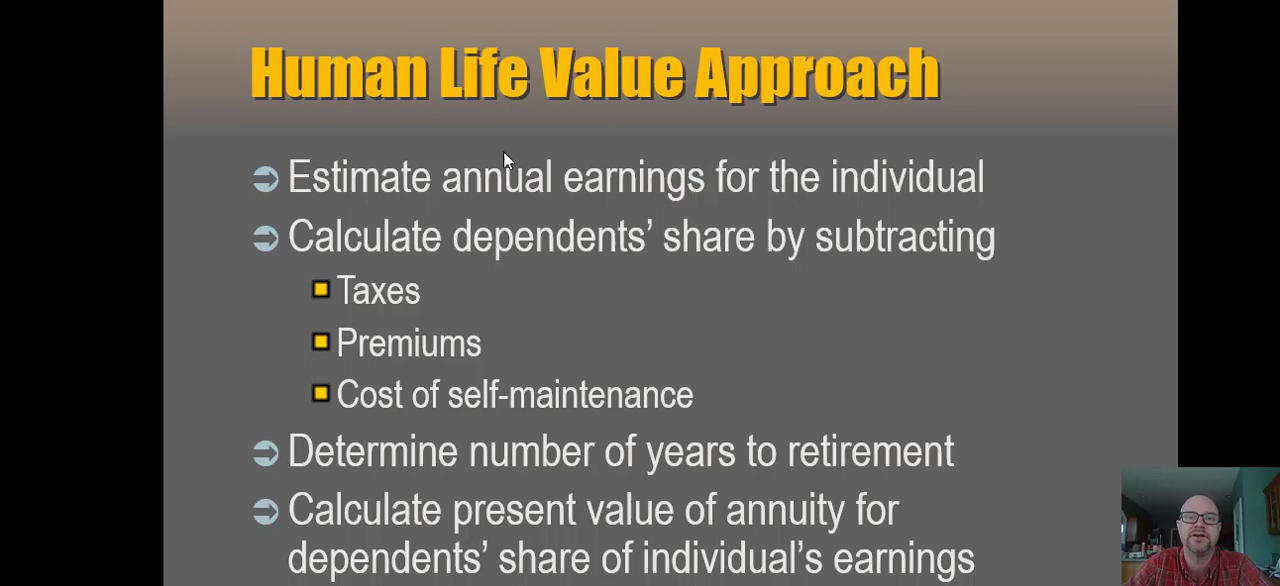 Human Life Value Approach
Estimate annual earnings for the individual
Calculate dependents’ share by subtracting
Taxes
Premiums
Cost of self-maintenance
Determine number of years to retirement
Calculate present value of annuity for
dependents’ share of individual’s earnings